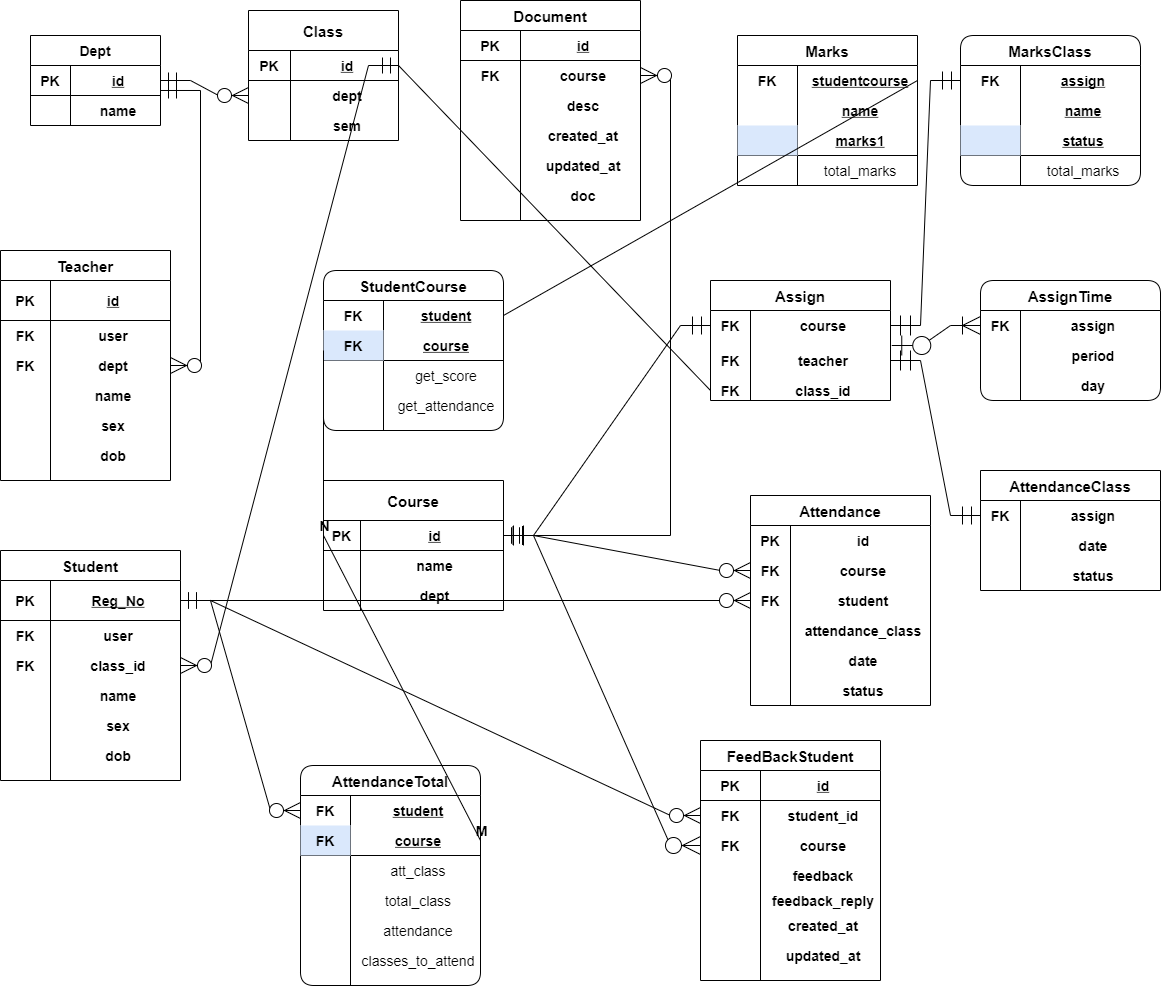 Dept
PK id
name
Class
PK id
dept
sem
Document
PK id
FK course
desc
created_at
updated_at
doc
Marks
FK studentcourse
name
marks1
total_marks
MarksClass
FK assign
name
status
total_marks
Teacher
PK id
FK user
FK dept
name
sex
dob
StudentCourse
FK student
FK course
get_score
get_attendance
Assign
FK course
FK teacher
FK class_id
AssignTime
FK assign
period
day
Course
N
PK id
name
dept
Attendance
PK id
FK course
FK student
attendance_class
date
status
AttendanceClass
FK assign
date
status
Student
PK Reg_No
FK user
FK class_id
name
sex
dob
AttendanceTotal
FK student
M
FK course
att_class
total_class
attendance
classes_to_attend
FeedBackStudent
PK id
FK student_id
FK course
feedback
feedback_reply
created_at
updated_at